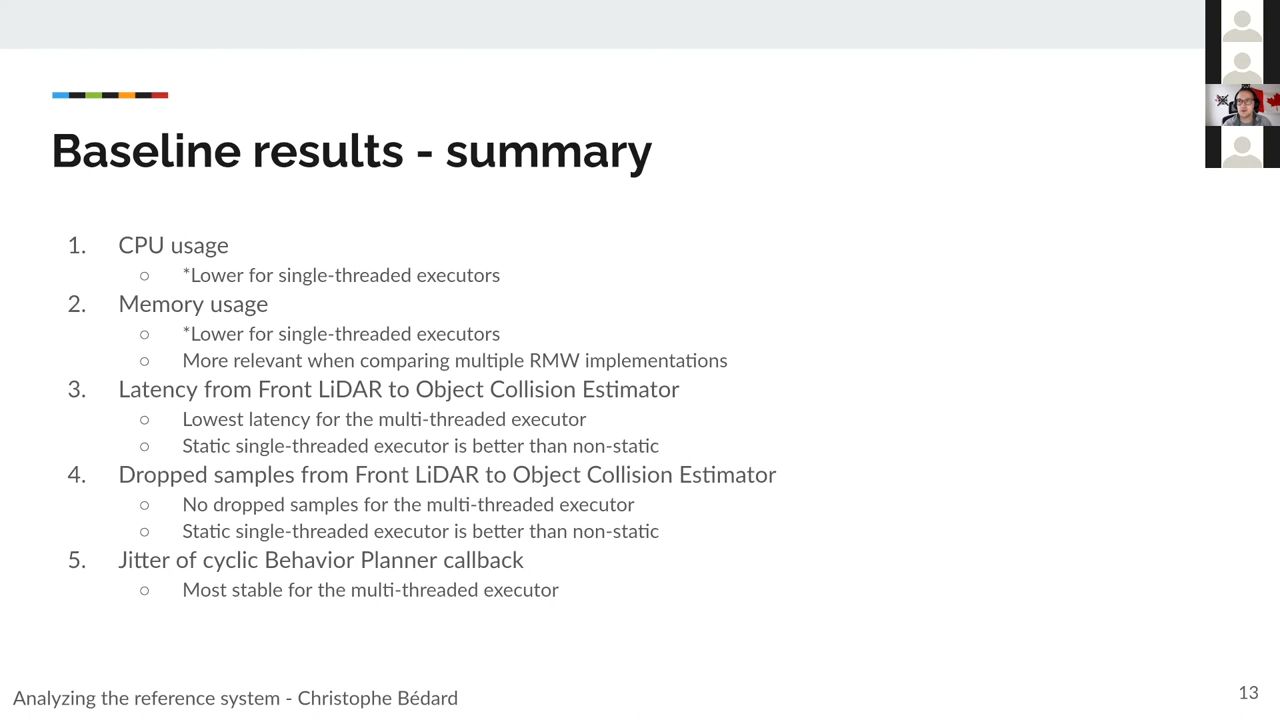 Baseline results - summary
1. CPU usage
○ *Lower for single-threaded executors
2. Memory usage
○ *Lower for single-threaded executors
○ More relevant when comparing multiple RMW implementations
3. Latency from Front LiDAR to Object Collision Estimator
○ Lowest latency for the multi-threaded executor
○ Static single-threaded executor is better than non-static
4. Dropped samples from Front LiDAR to Object Collision Estimator
○ No dropped samples for the multi-threaded executor
○ Static single-threaded executor is better than non-static
5. Jitter of cyclic Behavior Planner callback
○ Most stable for the multi-threaded executor
Analyzing the reference system - Christophe Bédard
13